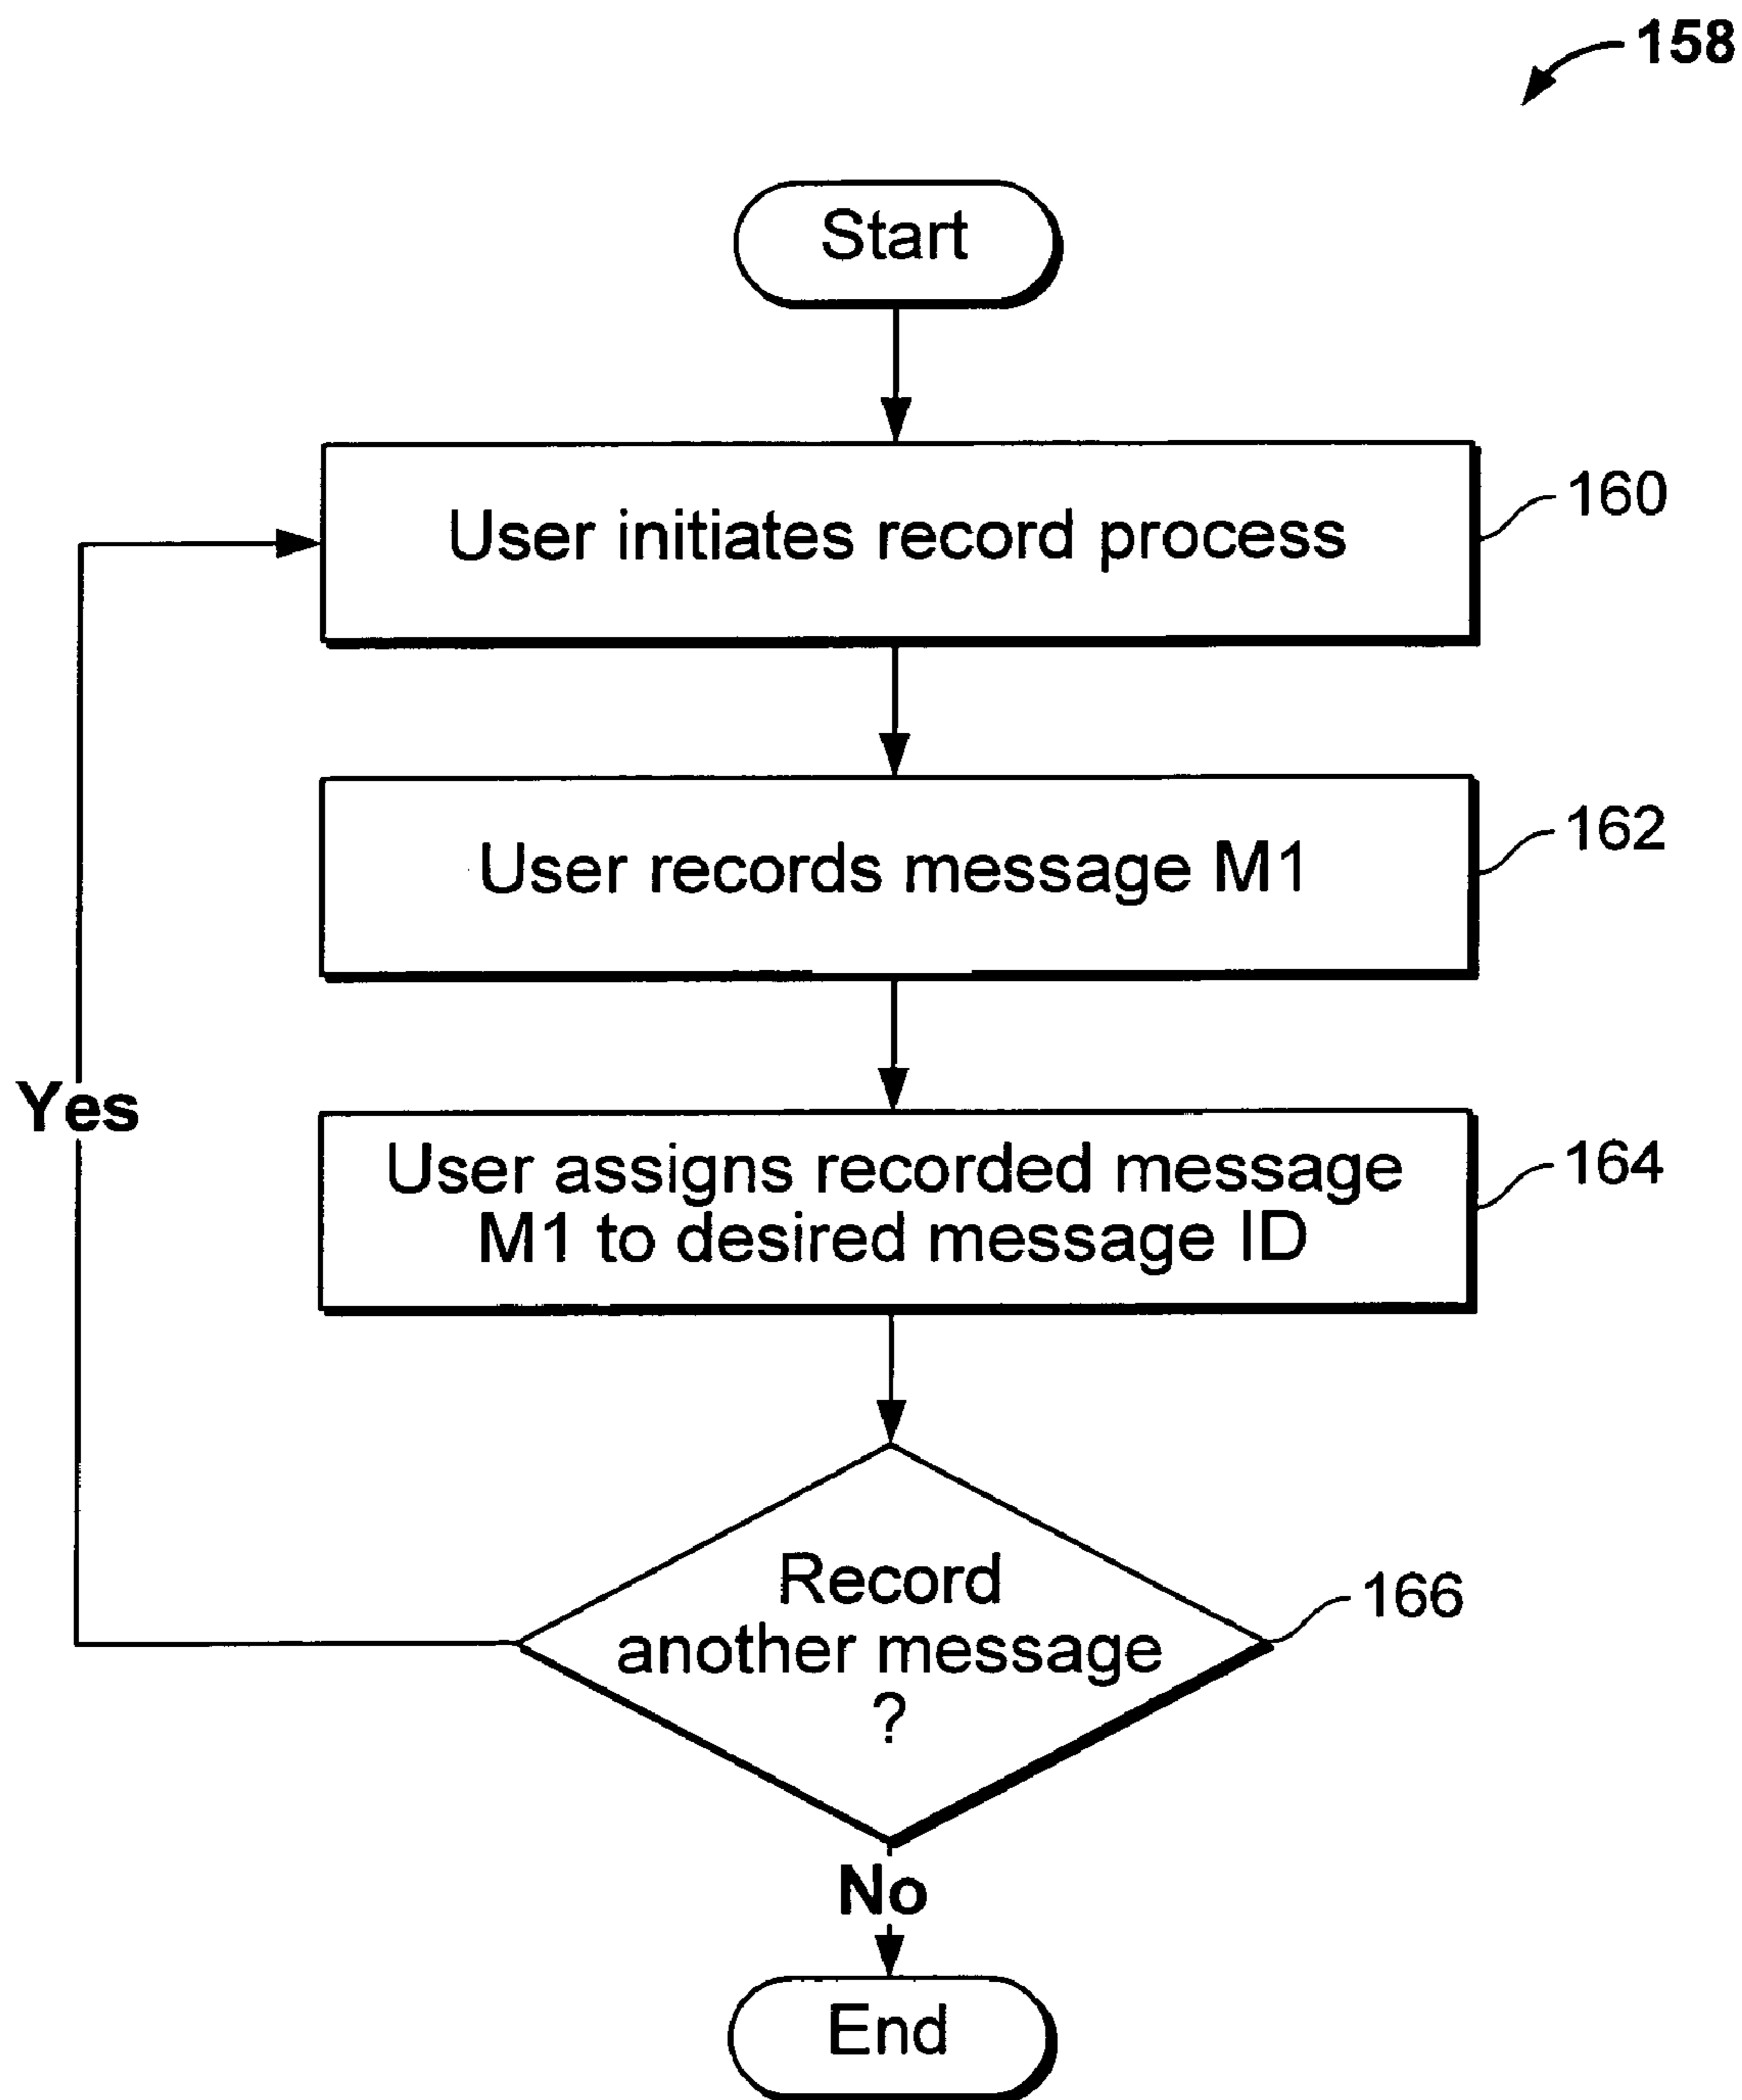 158
Start
User initiates record process
160
User records message M1
162
Yes
User assigns recorded message
M1 to desired message ID
164
Record
another message
?
166
No
End